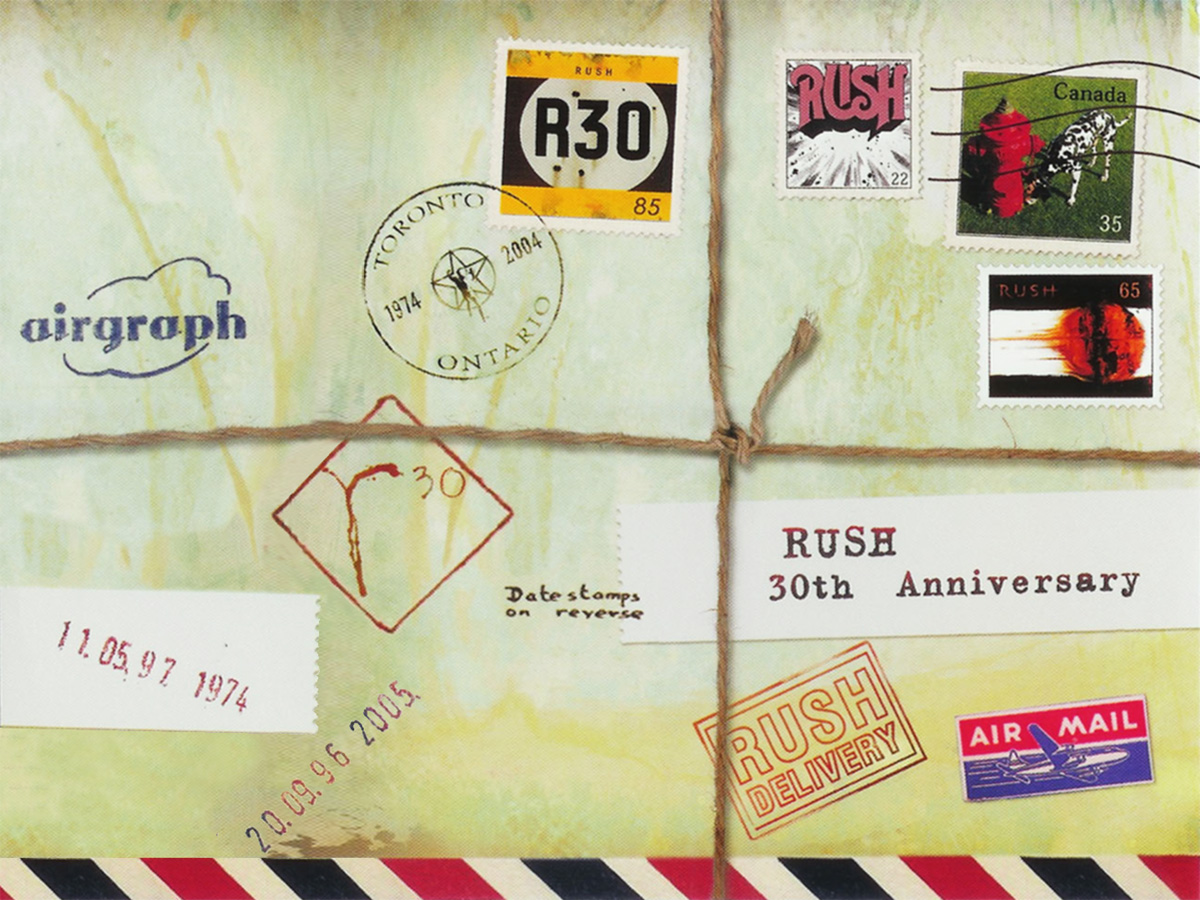 RUSH
R30
85
RUSH
22
Canada
35
RUSH
65
TORONTO
1974
2004
ONTARIO
airgraph
r30
RUSH
30th Anniversary
Date stamps
on reverse
11.05.97 1974
20.09.96 2005
RUSH
DELIVERY
AIR MAIL